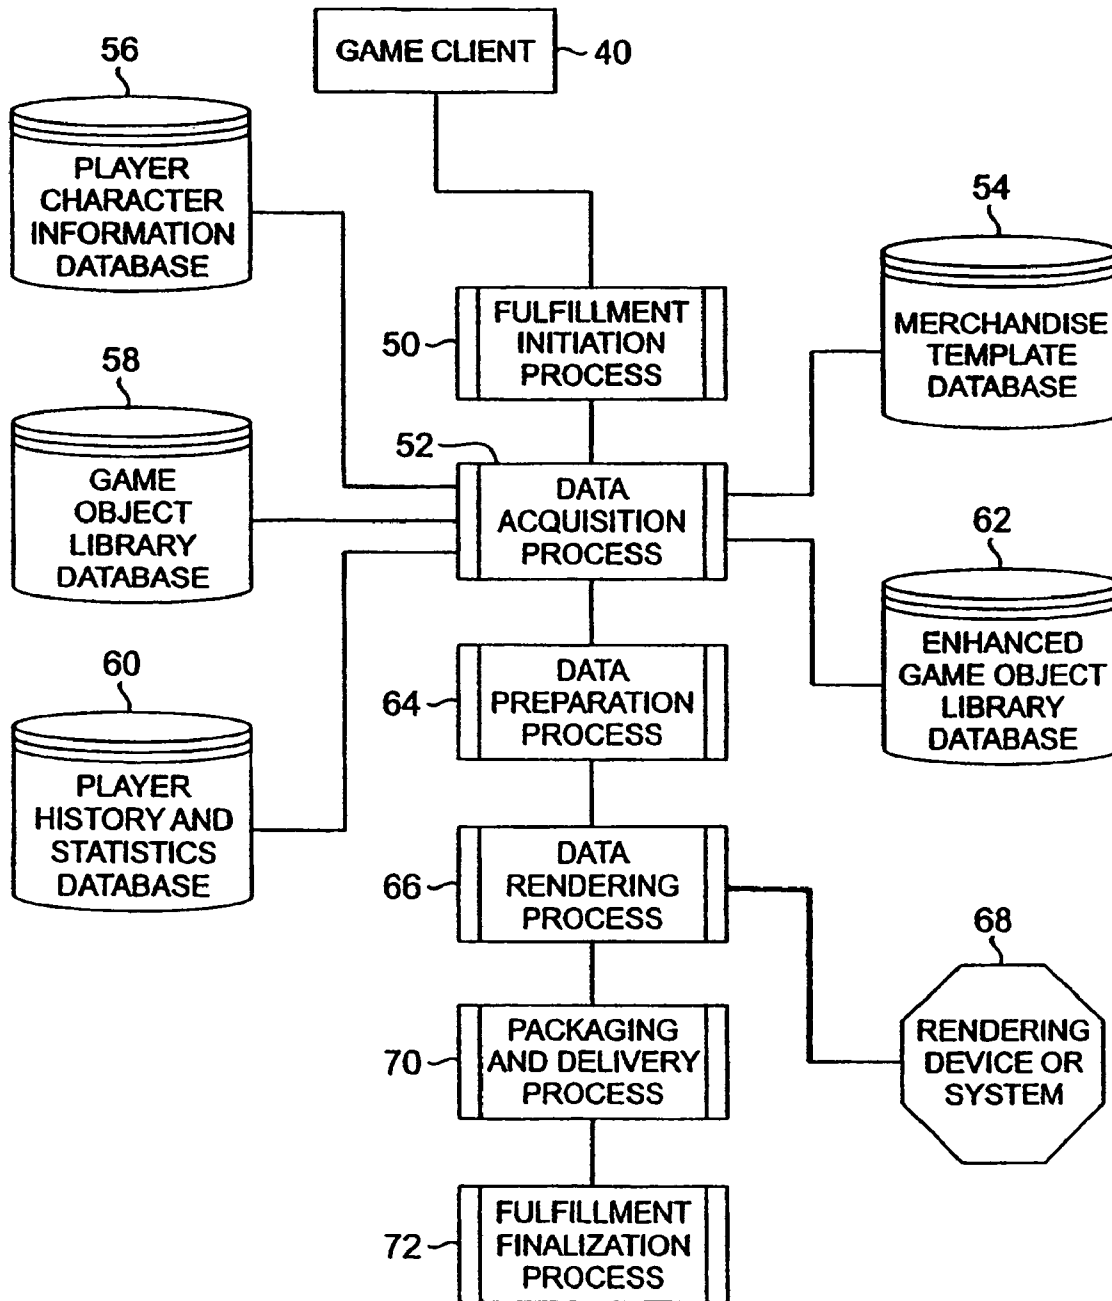 GAME CLIENT
40
56
PLAYER
CHARACTER
INFORMATION
DATABASE
54
MERCHANDISE
TEMPLATE
DATABASE
50
FULFILLMENT
INITIATION
PROCESS
58
GAME
OBJECT
LIBRARY
DATABASE
52
DATA
ACQUISITION
PROCESS
62
ENHANCED
GAME OBJECT
LIBRARY
DATABASE
60
PLAYER
HISTORY AND
STATISTICS
DATABASE
64
DATA
PREPARATION
PROCESS
66
DATA
RENDERING
PROCESS
68
RENDERING
DEVICE OR
SYSTEM
70
PACKAGING
AND DELIVERY
PROCESS
72
FULFILLMENT
FINALIZATION
PROCESS